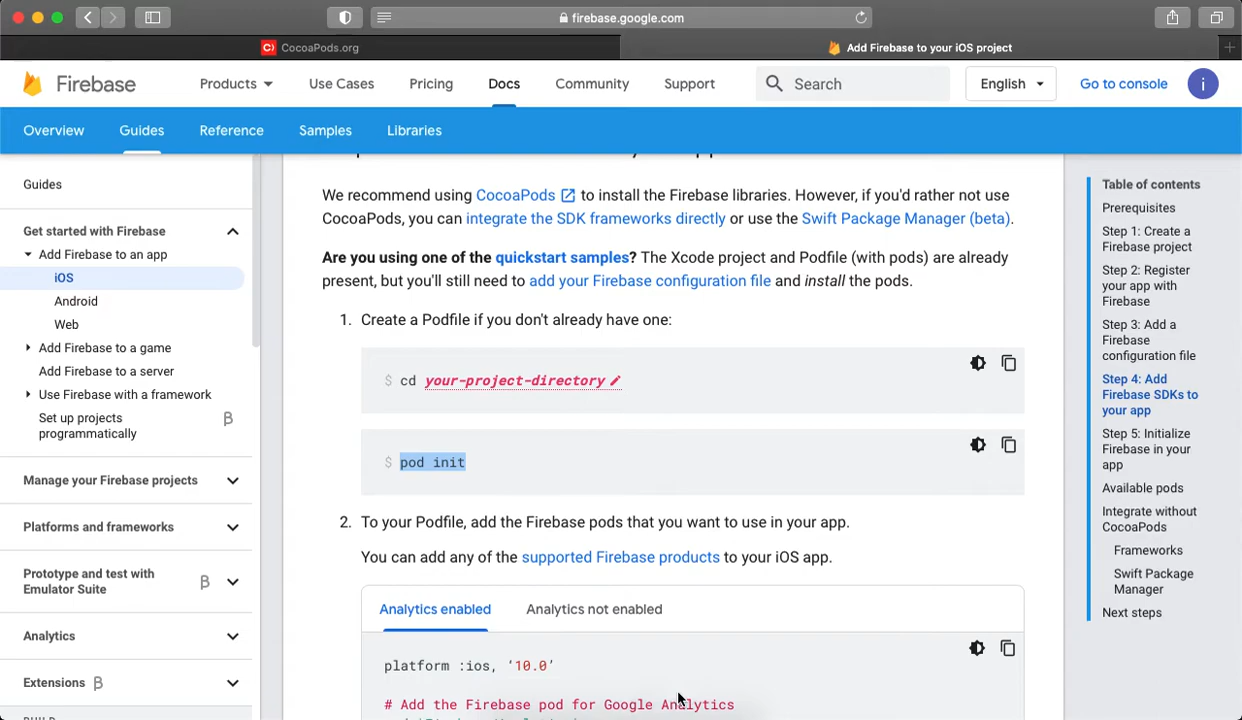 firebase.google.com
CocoaPods.org
Add Firebase to your iOS project
Firebase
Products
Use Cases
Pricing
Docs
Community
Support
Search
English
Go to console
i
Overview
Guides
Reference
Samples
Libraries
Guides
Get started with Firebase
Add Firebase to an app
iOS
Android
Web
Add Firebase to a game
Add Firebase to a server
Use Firebase with a framework
Set up projects
programmatically
β
Manage your Firebase projects
Platforms and frameworks
Prototype and test with
Emulator Suite
β
Analytics
Extensions β
We recommend using CocoaPods to install the Firebase libraries. However, if you'd rather not use
CocoaPods, you can integrate the SDK frameworks directly or use the Swift Package Manager (beta).
Are you using one of the quickstart samples? The Xcode project and Podfile (with pods) are already
present, but you'll still need to add your Firebase configuration file and install the pods.
1. Create a Podfile if you don't already have one:
$ cd your-project-directory
$ pod init
2. To your Podfile, add the Firebase pods that you want to use in your app.
You can add any of the supported Firebase products to your iOS app.
Analytics enabled
Analytics not enabled
platform :ios, ‘10.0’
# Add the Firebase pod for Google Analytics
Table of contents
Prerequisites
Step 1: Create a
Firebase project
Step 2: Register
your app with
Firebase
Step 3: Add a
Firebase
configuration file
Step 4: Add
Firebase SDKs to
your app
Step 5: Initialize
Firebase in your
app
Available pods
Integrate without
CocoaPods
Frameworks
Swift Package
Manager
Next steps